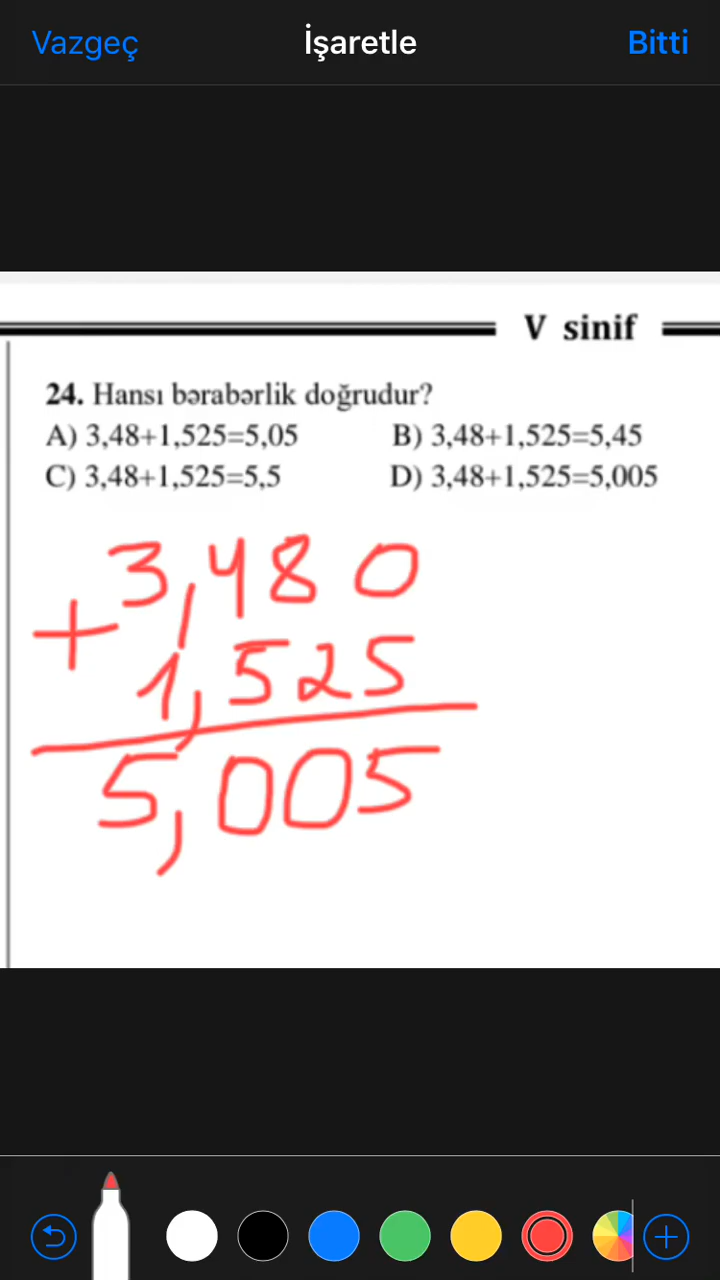 Vazgeç İşaretle Bitti
V sinif
24. Hansı bərabərlik doğrudur?
A) 3,48+1,525=5,05 B) 3,48+1,525=5,45
C) 3,48+1,525=5,5 D) 3,48+1,525=5,005
3,480
+
1,525
5,005